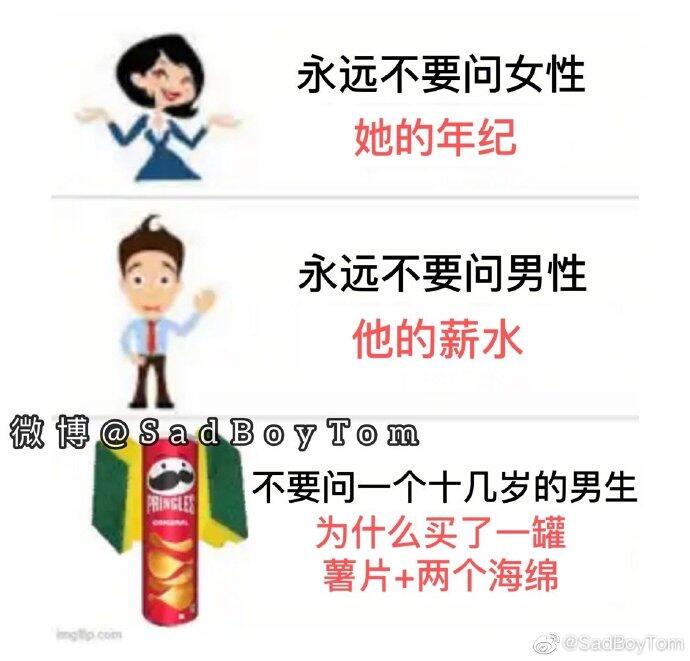 永远不要问女性
她的年纪
永远不要问男性
他的薪水
微博@SadBoyTom
PRINGLES
ORIGINAL
不要问一个十几岁的男生
为什么买了一罐
薯片+两个海绵
imgflip.com
@SadBoyTom